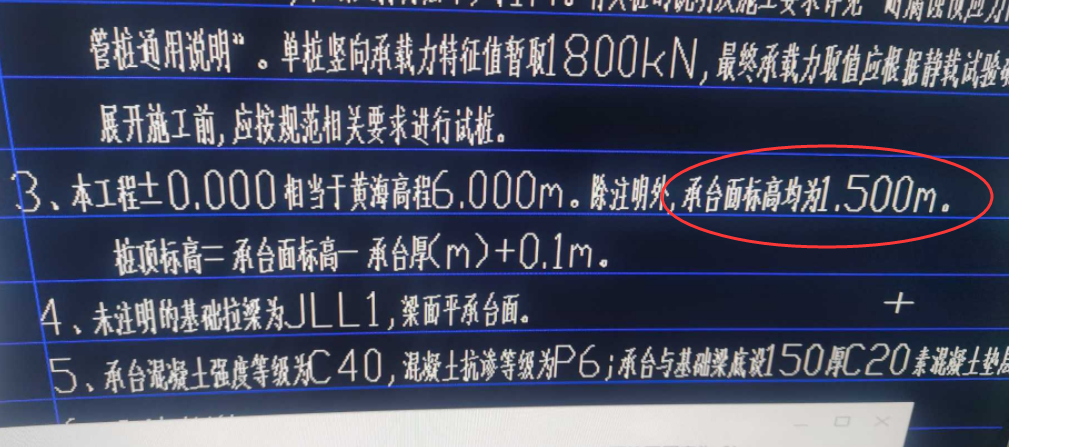 管桩通用说明"。单桩竖向承载力特征值暂取1800kN,最终承载力取值应根据静载试验
展开施工前,应按规范相关要求进行试桩。
3、本工程±0.000相当于黄海高程6.000m。除注明外,承台面标高均为1.500m。
桩顶标高=承台面标高-承台厚(m)+0.1m。
4、未注明的基础拉梁为JLL1,梁面平承台面。
5、承台混凝土强度等级为C40,混凝土抗渗等级为P6;承台与基础梁底设150厚C20素混凝土垫层